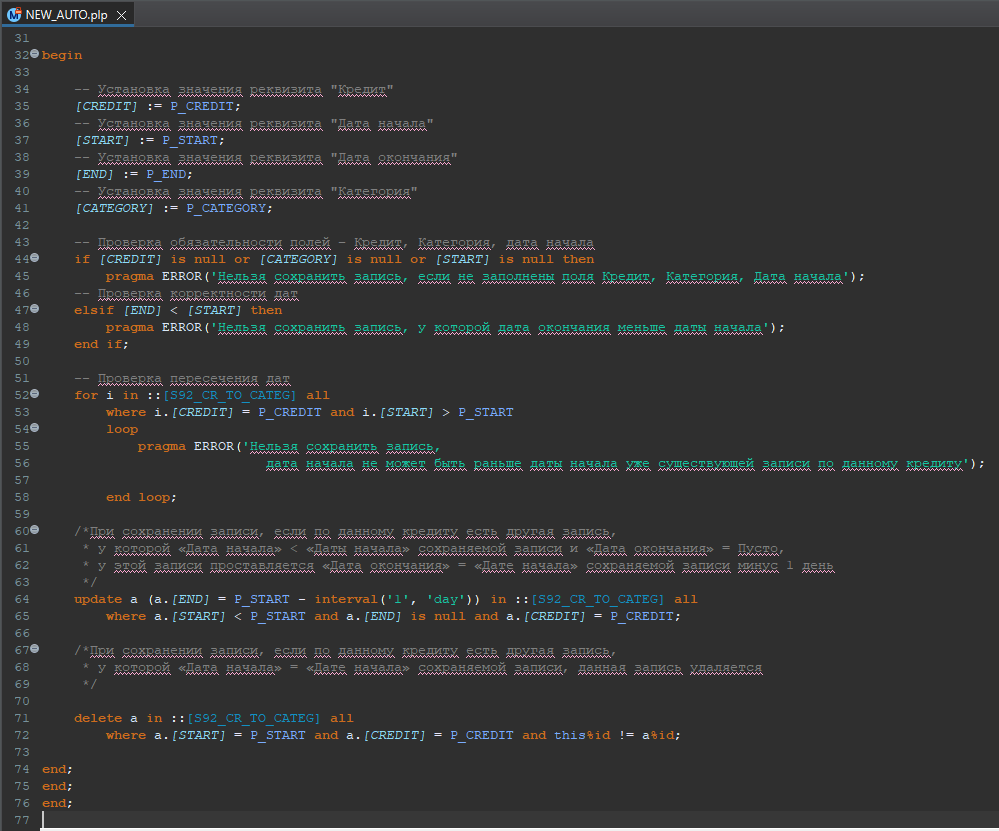 NEW_AUTO.plp
31
32 begin
33
34 -- Установка значения реквизита "Кредит"
35 [CREDIT] := P_CREDIT;
36 -- Установка значения реквизита "Дата начала"
37 [START] := P_START;
38 -- Установка значения реквизита "Дата окончания"
39 [END] := P_END;
40 -- Установка значения реквизита "Категория"
41 [CATEGORY] := P_CATEGORY;
42
43 -- Проверка обязательности полей - Кредит, Категория, дата начала
44 if [CREDIT] is null or [CATEGORY] is null or [START] is null then
45 pragma ERROR('Нельзя сохранить запись, если не заполнены поля Кредит, Категория, Дата начала');
46 -- Проверка корректности дат
47 elsif [END] < [START] then
48 pragma ERROR('Нельзя сохранить запись, у которой дата окончания меньше даты начала');
49 end if;
50
51 -- Проверка пересечения дат
52 for i in ::[S92_CR_TO_CATEG] all
53 where i.[CREDIT] = P_CREDIT and i.[START] > P_START
54 loop
55 pragma ERROR('Нельзя сохранить запись,
56 дата начала не может быть раньше даты начала уже существующей записи по данному кредиту');
57
58 end loop;
59
60 /*При сохранении записи, если по данному кредиту есть другая запись,
61 * у которой «Дата начала» < «Даты начала» сохраняемой записи и «Дата окончания» = Пусто,
62 * у этой записи проставляется «Дата окончания» = «Дате начала» сохраняемой записи минус 1 день
63 */
64 update a (a.[END] = P_START - interval('1', 'day')) in ::[S92_CR_TO_CATEG] all
65 where a.[START] < P_START and a.[END] is null and a.[CREDIT] = P_CREDIT;
66
67 /*При сохранении записи, если по данному кредиту есть другая запись,
68 * у которой «Дата начала» = «Дате начала» сохраняемой записи, данная запись удаляется
69 */
70
71 delete a in ::[S92_CR_TO_CATEG] all
72 where a.[START] = P_START and a.[CREDIT] = P_CREDIT and this%id != a%id;
73
74 end;
75 end;
76 end;
77